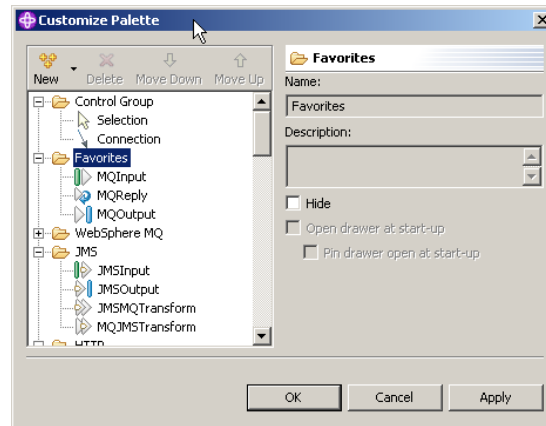 Customize Palette
New Delete Move Down Move Up
Control Group
Selection
Connection
Favorites
MQInput
MQReply
MQOutput
WebSphere MQ
JMS
JMSInput
JMSOutput
JMSMQTransform
MQJMSTransform
HTTP
Favorites
Name:
Favorites
Description:
Hide
Open drawer at start-up
Pin drawer open at start-up
OK Cancel Apply